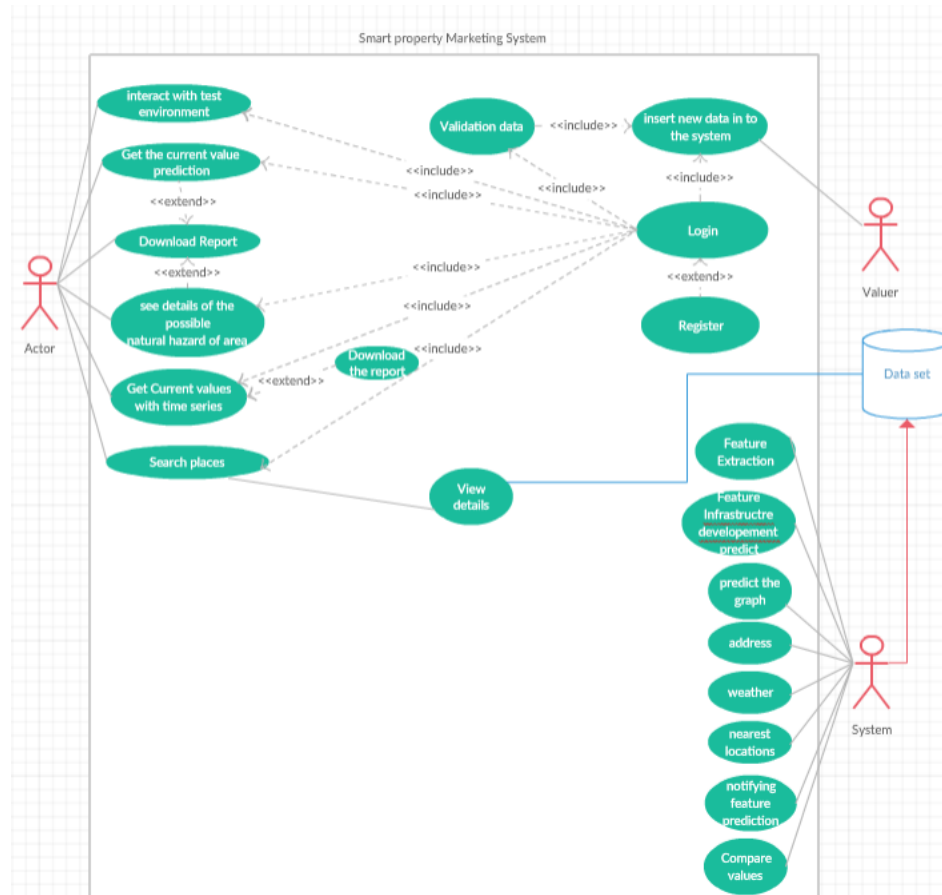 Smart property Marketing System
interact with test
environment
Validation data
<<include>>
insert new data in to
the system
Get the current value
prediction
<<include>>
<<include>>
<<include>>
<<include>>
<<extend>>
Login
Download Report
<<include>>
<<extend>>
<<extend>>
see details of the
possible
natural hazard of area
<<include>>
Register
Valuer
Actor
<<include>>
Download
the report
<<extend>>
Get Current values
with time series
Data set
Search places
Feature
Extraction
View
details
Feature
Infrastructre
developement
predict
predict the
graph
address
weather
System
nearest
locations
notifying
feature
prediction
Compare
values